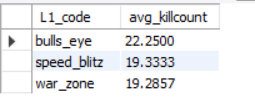 L1_code avg_killcount
bulls_eye 22.2500
speed_blitz 19.3333
war_zone 19.2857